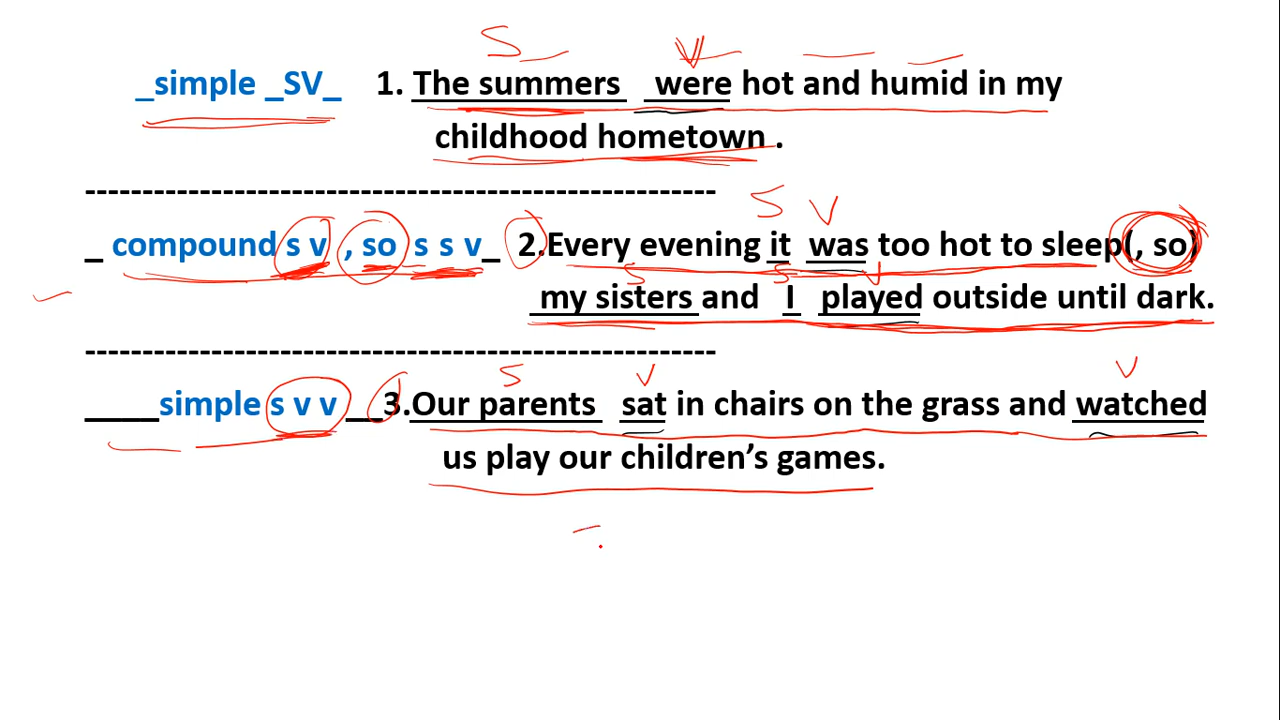 S V
_simple _SV_ 1. The summers were hot and humid in my
childhood hometown .
------------------------------------------------------
S V
_ compound s v , so s s v_ 2.Every evening it was too hot to sleep(, so)
S S V
my sisters and I played outside until dark.
------------------------------------------------------
S V V
____simple s v v __3.Our parents sat in chairs on the grass and watched
us play our children’s games.